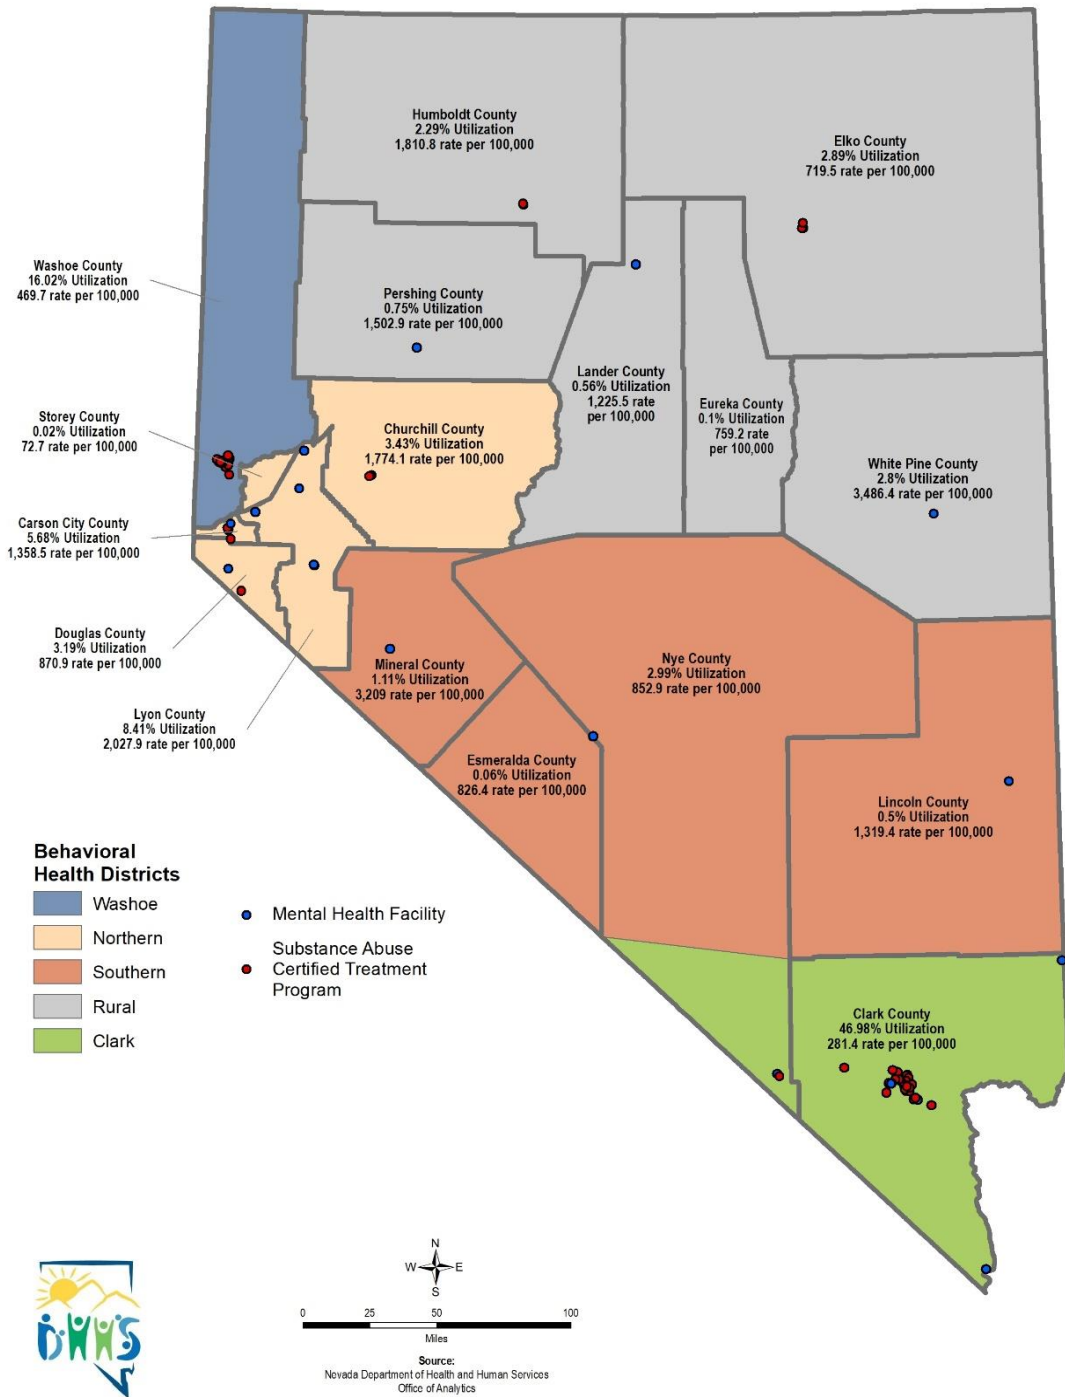 Humboldt County
2.29% Utilization
1,810.8 rate per 100,000
Elko County
2.89% Utilization
719.5 rate per 100,000
Washoe County
16.02% Utilization
469.7 rate per 100,000
Pershing County
0.75% Utilization
1,502.9 rate per 100,000
Lander County
0.56% Utilization
1,225.5 rate
per 100,000
Eureka County
0.1% Utilization
759.2 rate
per 100,000
Storey County
0.02% Utilization
72.7 rate per 100,000
Churchill County
3.43% Utilization
1,774.1 rate per 100,000
White Pine County
2.8% Utilization
3,486.4 rate per 100,000
Carson City County
5.68% Utilization
1,358.5 rate per 100,000
Douglas County
3.19% Utilization
870.9 rate per 100,000
Mineral County
1.11% Utilization
3,209 rate per 100,000
Nye County
2.99% Utilization
852.9 rate per 100,000
Lyon County
8.41% Utilization
2,027.9 rate per 100,000
Esmeralda County
0.06% Utilization
826.4 rate per 100,000
Lincoln County
0.5% Utilization
1,319.4 rate per 100,000
Clark County
46.98% Utilization
281.4 rate per 100,000
Behavioral
Health Districts
Washoe
Northern
Southern
Rural
Clark
Mental Health Facility
Substance Abuse
Certified Treatment
Program
N
W E
S
0 25 50 100
Miles
Source:
Nevada Department of Health and Human Services
Office of Analytics
DHHS